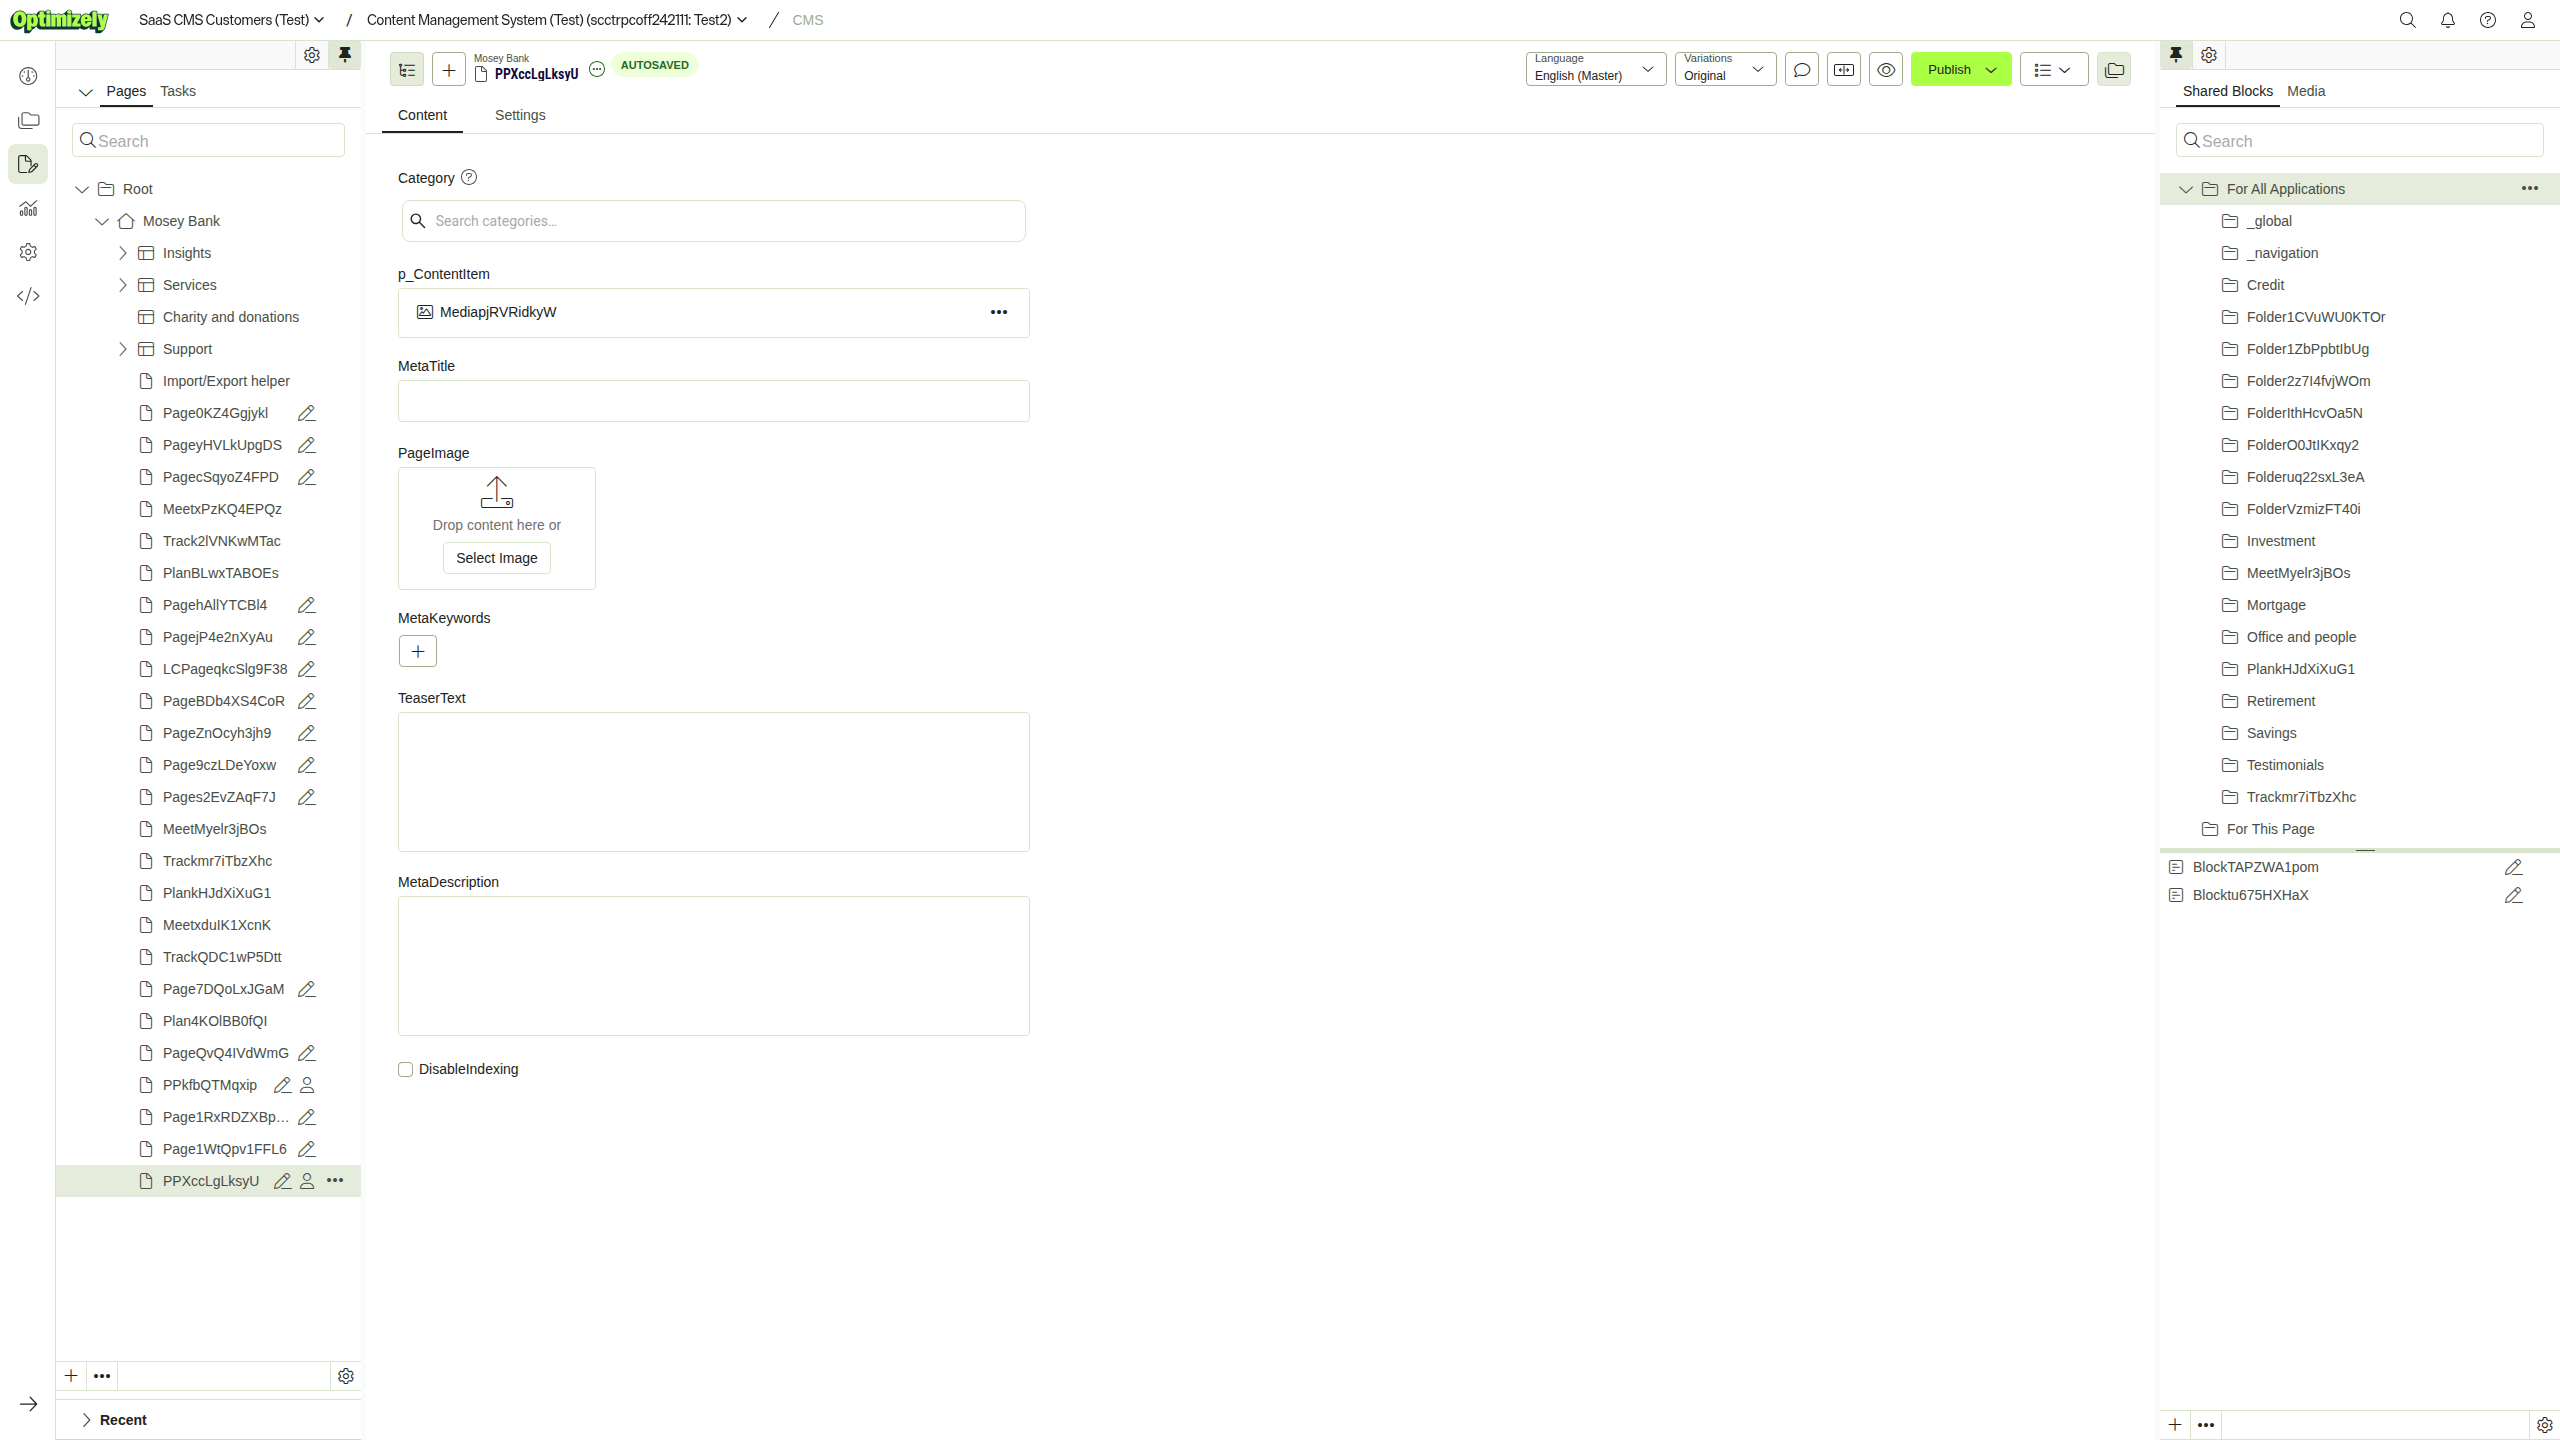 Optimizely
SaaS CMS Customers (Test) / Content Management System (Test) (scctrpcoff242111: Test2) / CMS
Pages Tasks
Search
Root
Mosey Bank
Insights
Services
Charity and donations
Support
Import/Export helper
Page0KZ4Ggjykl
PageyHVLkUpgDS
PagecSqyoZ4FPD
MeetxPzKQ4EPQz
Track2lVNKwMTac
PlanBLwxTABOEs
PagehAllYTCBl4
PagejP4e2nXyAu
LCPageqkcSlg9F38
PageBDb4XS4CoR
PageZnOcyh3jh9
Page9czLDeYoxw
Pages2EvZAqF7J
MeetMyelr3jBOs
Trackmr7iTbzXhc
PlankHJdXiXuG1
MeetxduIK1XcnK
TrackQDC1wP5Dtt
Page7DQoLxJGaM
Plan4KOlBB0fQI
PageQvQ4IVdWmG
PPkfbQTMqxip
Page1RxRDZXBp...
Page1WtQpv1FFL6
PPXccLgLksyU
Recent
Mosey Bank
PPXccLgLksyU
AUTOSAVED
Language
English (Master)
Variations
Original
Publish
Content Settings
Category
Search categories...
p_ContentItem
MediapjRVRidkyW
MetaTitle
PageImage
Drop content here or
Select Image
MetaKeywords
TeaserText
MetaDescription
DisableIndexing
Shared Blocks Media
Search
For All Applications
_global
_navigation
Credit
Folder1CVuWU0KTOr
Folder1ZbPpbtIbUg
Folder2z7I4fvjWOm
FolderIthHcvOa5N
FolderO0JtIKxqy2
Folderuq22sxL3eA
FolderVzmizFT40i
Investment
MeetMyelr3jBOs
Mortgage
Office and people
PlankHJdXiXuG1
Retirement
Savings
Testimonials
Trackmr7iTbzXhc
For This Page
BlockTAPZWA1pom
Blocktu675HXHaX